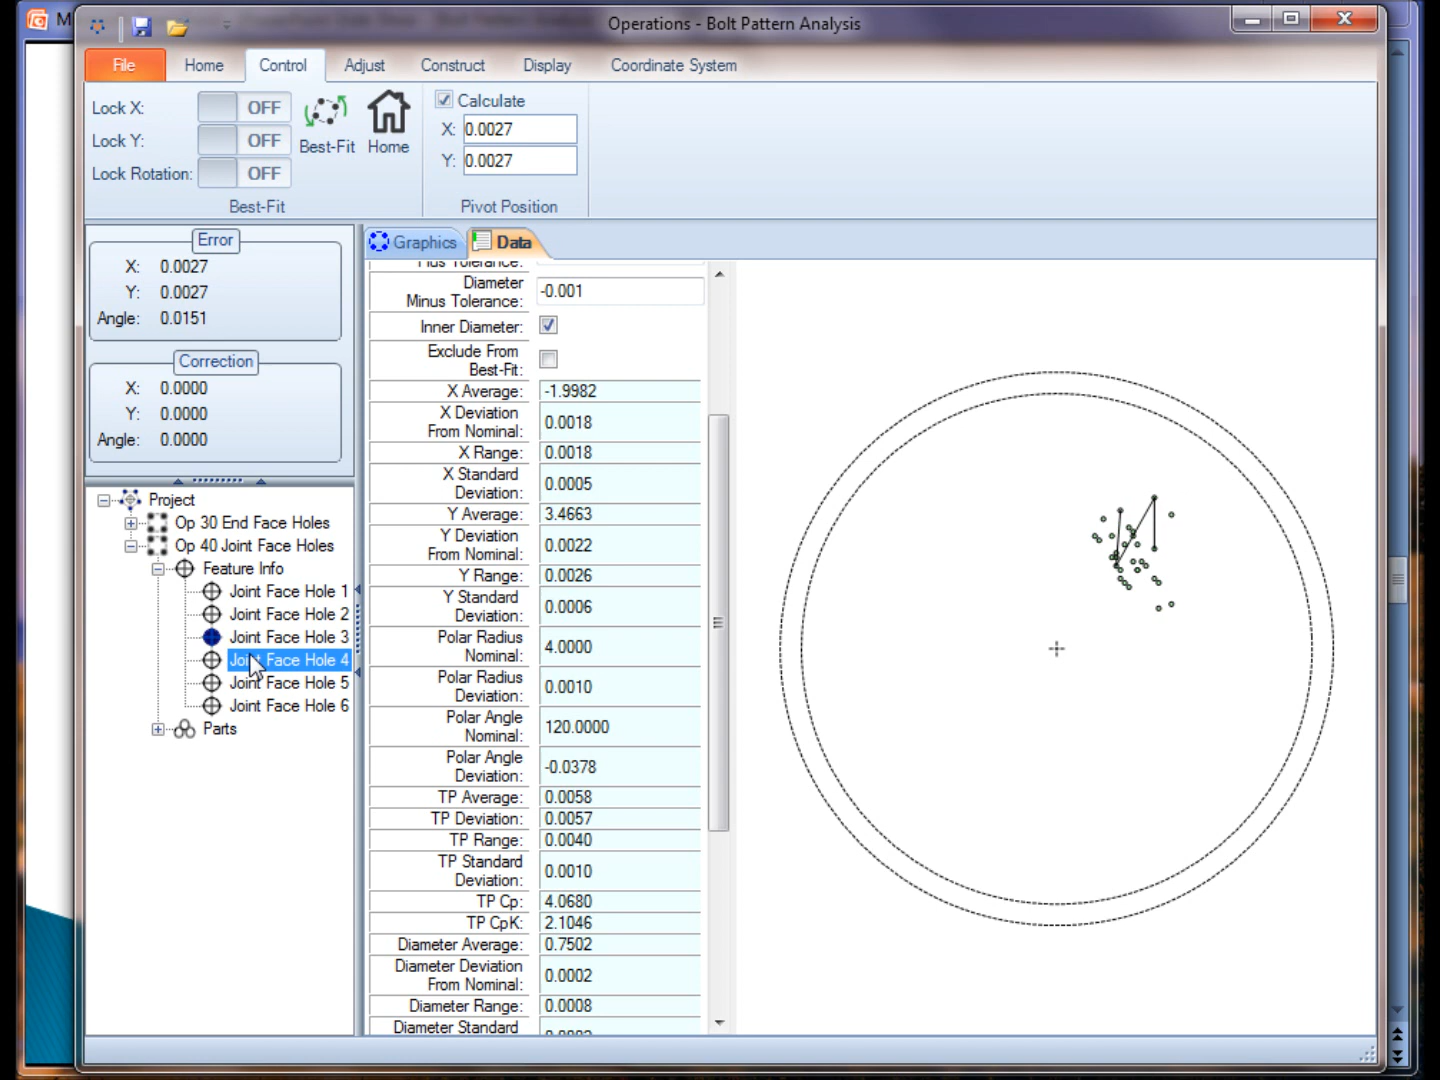 M
Operations - Bolt Pattern Analysis
File Home Control Adjust Construct Display Coordinate System
Lock X: OFF
Lock Y: OFF
Lock Rotation: OFF
Best-Fit Home
Best-Fit
Calculate
X: 0.0027
Y: 0.0027
Pivot Position
Error
X: 0.0027
Y: 0.0027
Angle: 0.0151
Correction
X: 0.0000
Y: 0.0000
Angle: 0.0000
Project
Op 30 End Face Holes
Op 40 Joint Face Holes
Feature Info
Joint Face Hole 1
Joint Face Hole 2
Joint Face Hole 3
Joint Face Hole 4
Joint Face Hole 5
Joint Face Hole 6
Parts
Graphics Data
Plus Tolerance:
Diameter
Minus Tolerance: -0.001
Inner Diameter:
Exclude From
Best-Fit:
X Average: -1.9982
X Deviation
From Nominal: 0.0018
X Range: 0.0018
X Standard
Deviation: 0.0005
Y Average: 3.4663
Y Deviation
From Nominal: 0.0022
Y Range: 0.0026
Y Standard
Deviation: 0.0006
Polar Radius
Nominal: 4.0000
Polar Radius
Deviation: 0.0010
Polar Angle
Nominal: 120.0000
Polar Angle
Deviation: -0.0378
TP Average: 0.0058
TP Deviation: 0.0057
TP Range: 0.0040
TP Standard
Deviation: 0.0010
TP Cp: 4.0680
TP CpK: 2.1046
Diameter Average: 0.7502
Diameter Deviation
From Nominal: 0.0002
Diameter Range: 0.0008
Diameter Standard